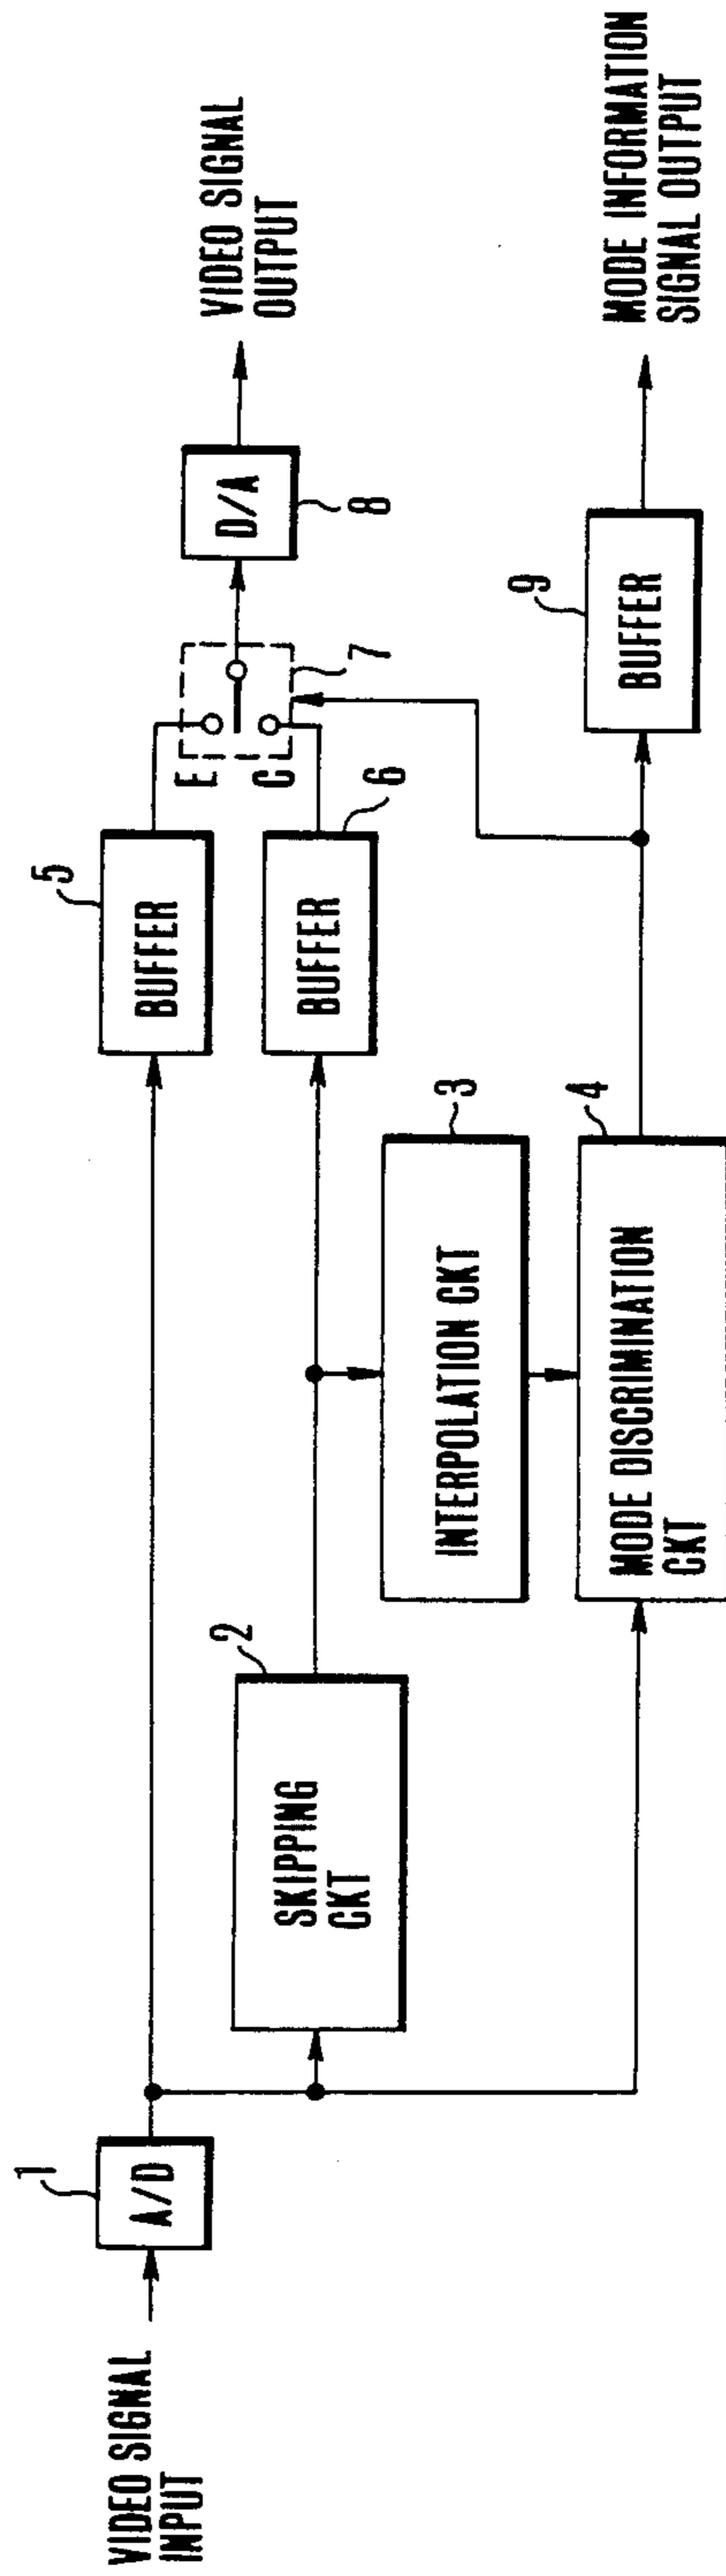 VIDEO SIGNAL
INPUT
1
A/D
2
SKIPPING
CKT
3
INTERPOLATION CKT
4
MODE DISCRIMINATION
CKT
5
BUFFER
6
BUFFER
E
C
7
D/A
8
VIDEO SIGNAL
OUTPUT
9
BUFFER
MODE INFORMATION
SIGNAL OUTPUT